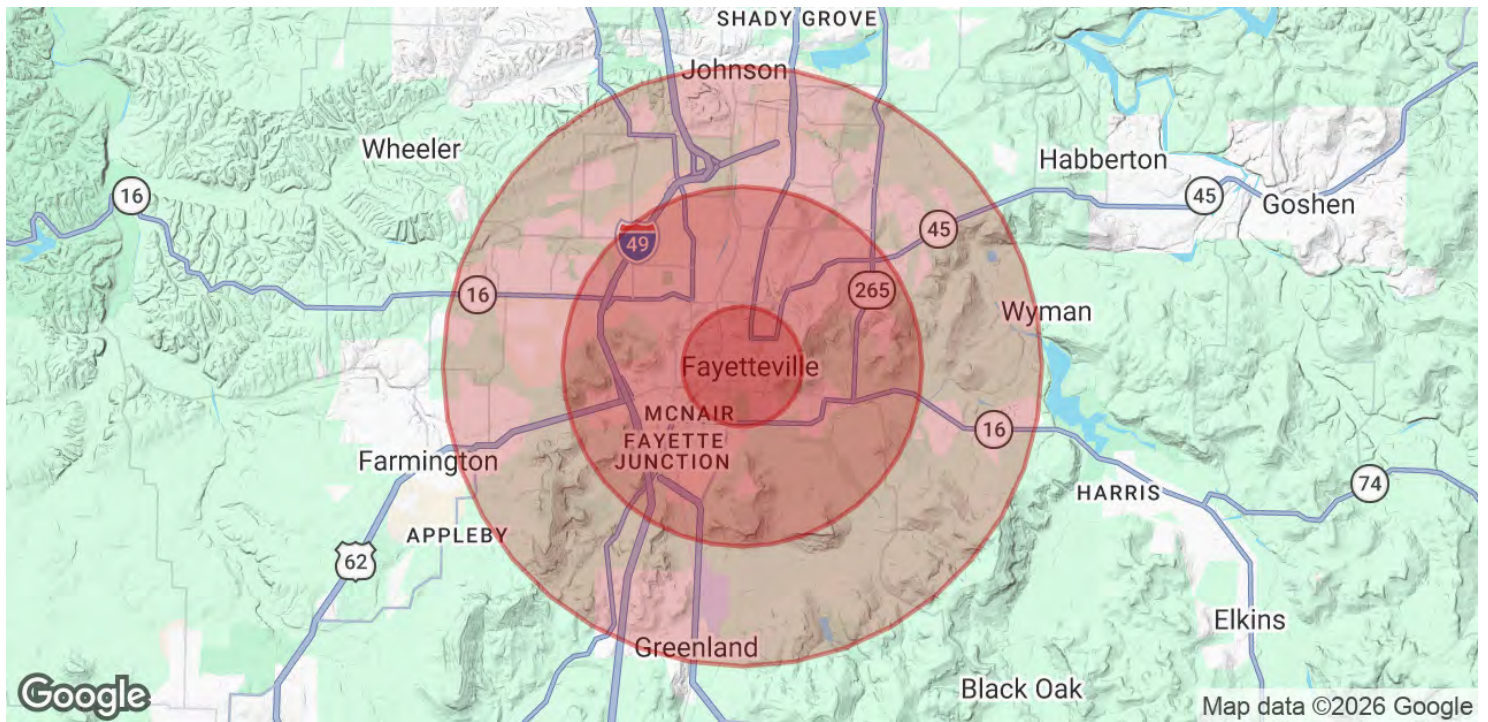 SHADY GROVE
Johnson
Wheeler
Habberton
16
45
Goshen
45
49
16
265
Wyman
Fayetteville
MCNAIR
FAYETTE
JUNCTION
16
Farmington
74
HARRIS
APPLEBY
62
Elkins
Greenland
Black Oak
Google
Map data ©2026 Google